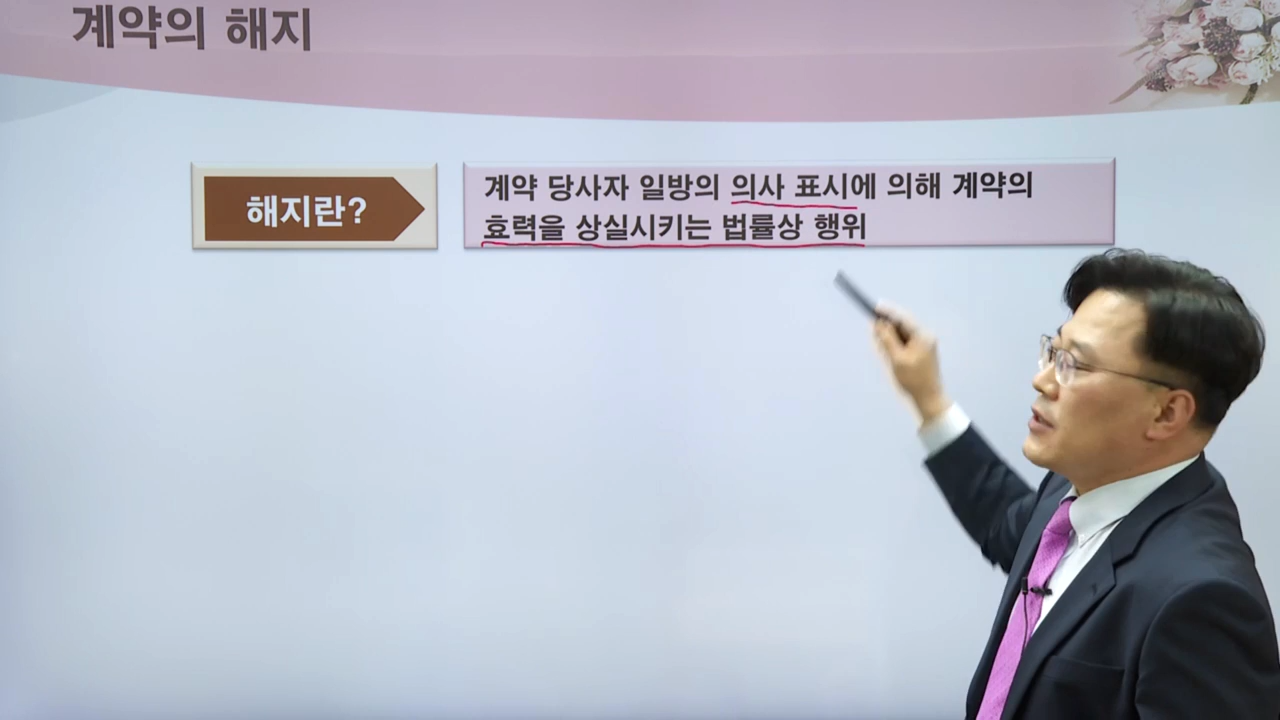 계약의 해지
해지란?
계약 당사자 일방의 의사 표시에 의해 계약의
효력을 상실시키는 법률상 행위